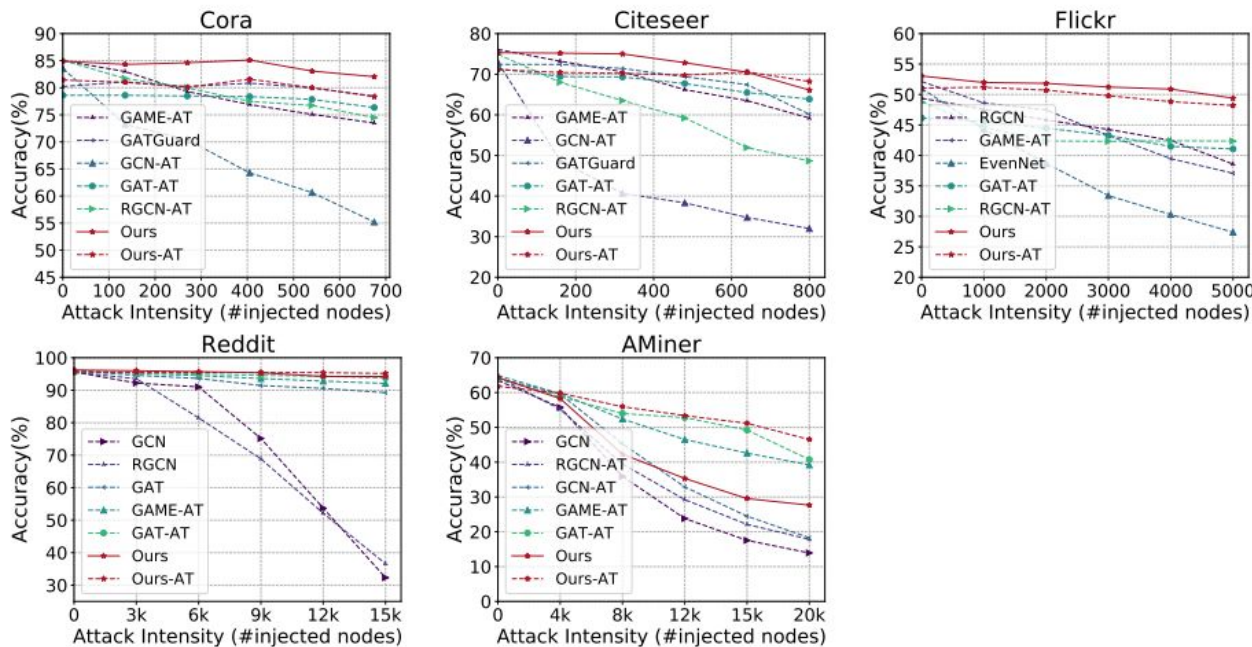 Cora
Accuracy(%)
90
85
80
75
70
65
60
55
50
45
GAME-AT
GATGuard
GCN-AT
GAT-AT
RGCN-AT
Ours
Ours-AT
0 100 200 300 400 500 600 700
Attack Intensity (#injected nodes)
Citeseer
Accuracy(%)
80
70
60
50
40
30
20
GAME-AT
GCN-AT
GATGuard
GAT-AT
RGCN-AT
Ours
Ours-AT
0 200 400 600 800
Attack Intensity (#injected nodes)
Flickr
Accuracy(%)
60
55
50
45
40
35
30
25
20
RGCN
GAME-AT
EvenNet
GAT-AT
RGCN-AT
Ours
Ours-AT
0 1000 2000 3000 4000 5000
Attack Intensity (#injected nodes)
Reddit
Accuracy(%)
100
90
80
70
60
50
40
30
GCN
RGCN
GAT
GAME-AT
GAT-AT
Ours
Ours-AT
0 3k 6k 9k 12k 15k
Attack Intensity (#injected nodes)
AMiner
Accuracy(%)
70
60
50
40
30
20
10
0
GCN
RGCN-AT
GCN-AT
GAME-AT
GAT-AT
Ours
Ours-AT
0 4k 8k 12k 15k 20k
Attack Intensity (#injected nodes)